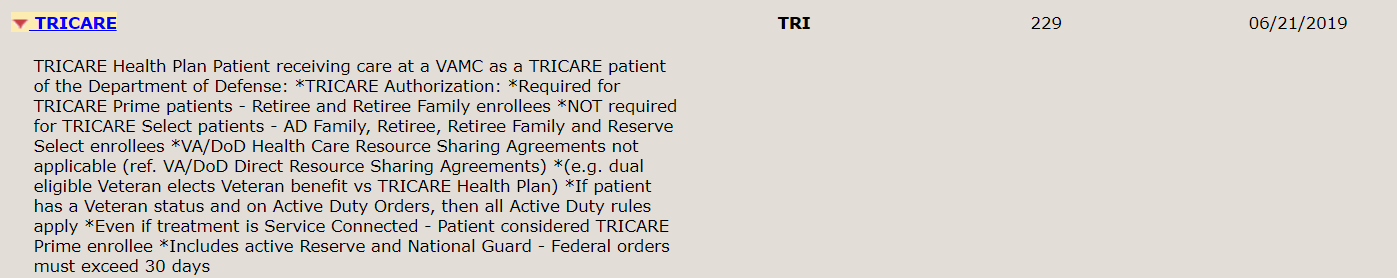 TRICARE TRI 229 06/21/2019
TRICARE Health Plan Patient receiving care at a VAMC as a TRICARE patient
of the Department of Defense: *TRICARE Authorization: *Required for
TRICARE Prime patients - Retiree and Retiree Family enrollees *NOT required
for TRICARE Select patients - AD Family, Retiree, Retiree Family and Reserve
Select enrollees *VA/DoD Health Care Resource Sharing Agreements not
applicable (ref. VA/DoD Direct Resource Sharing Agreements) *(e.g. dual
eligible Veteran elects Veteran benefit vs TRICARE Health Plan) *If patient
has a Veteran status and on Active Duty Orders, then all Active Duty rules
apply *Even if treatment is Service Connected - Patient considered TRICARE
Prime enrollee *Includes active Reserve and National Guard - Federal orders
must exceed 30 days